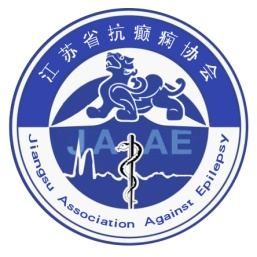 江苏省抗癫痫协会
JAAE
Jiangsu Association Against Epilepsy